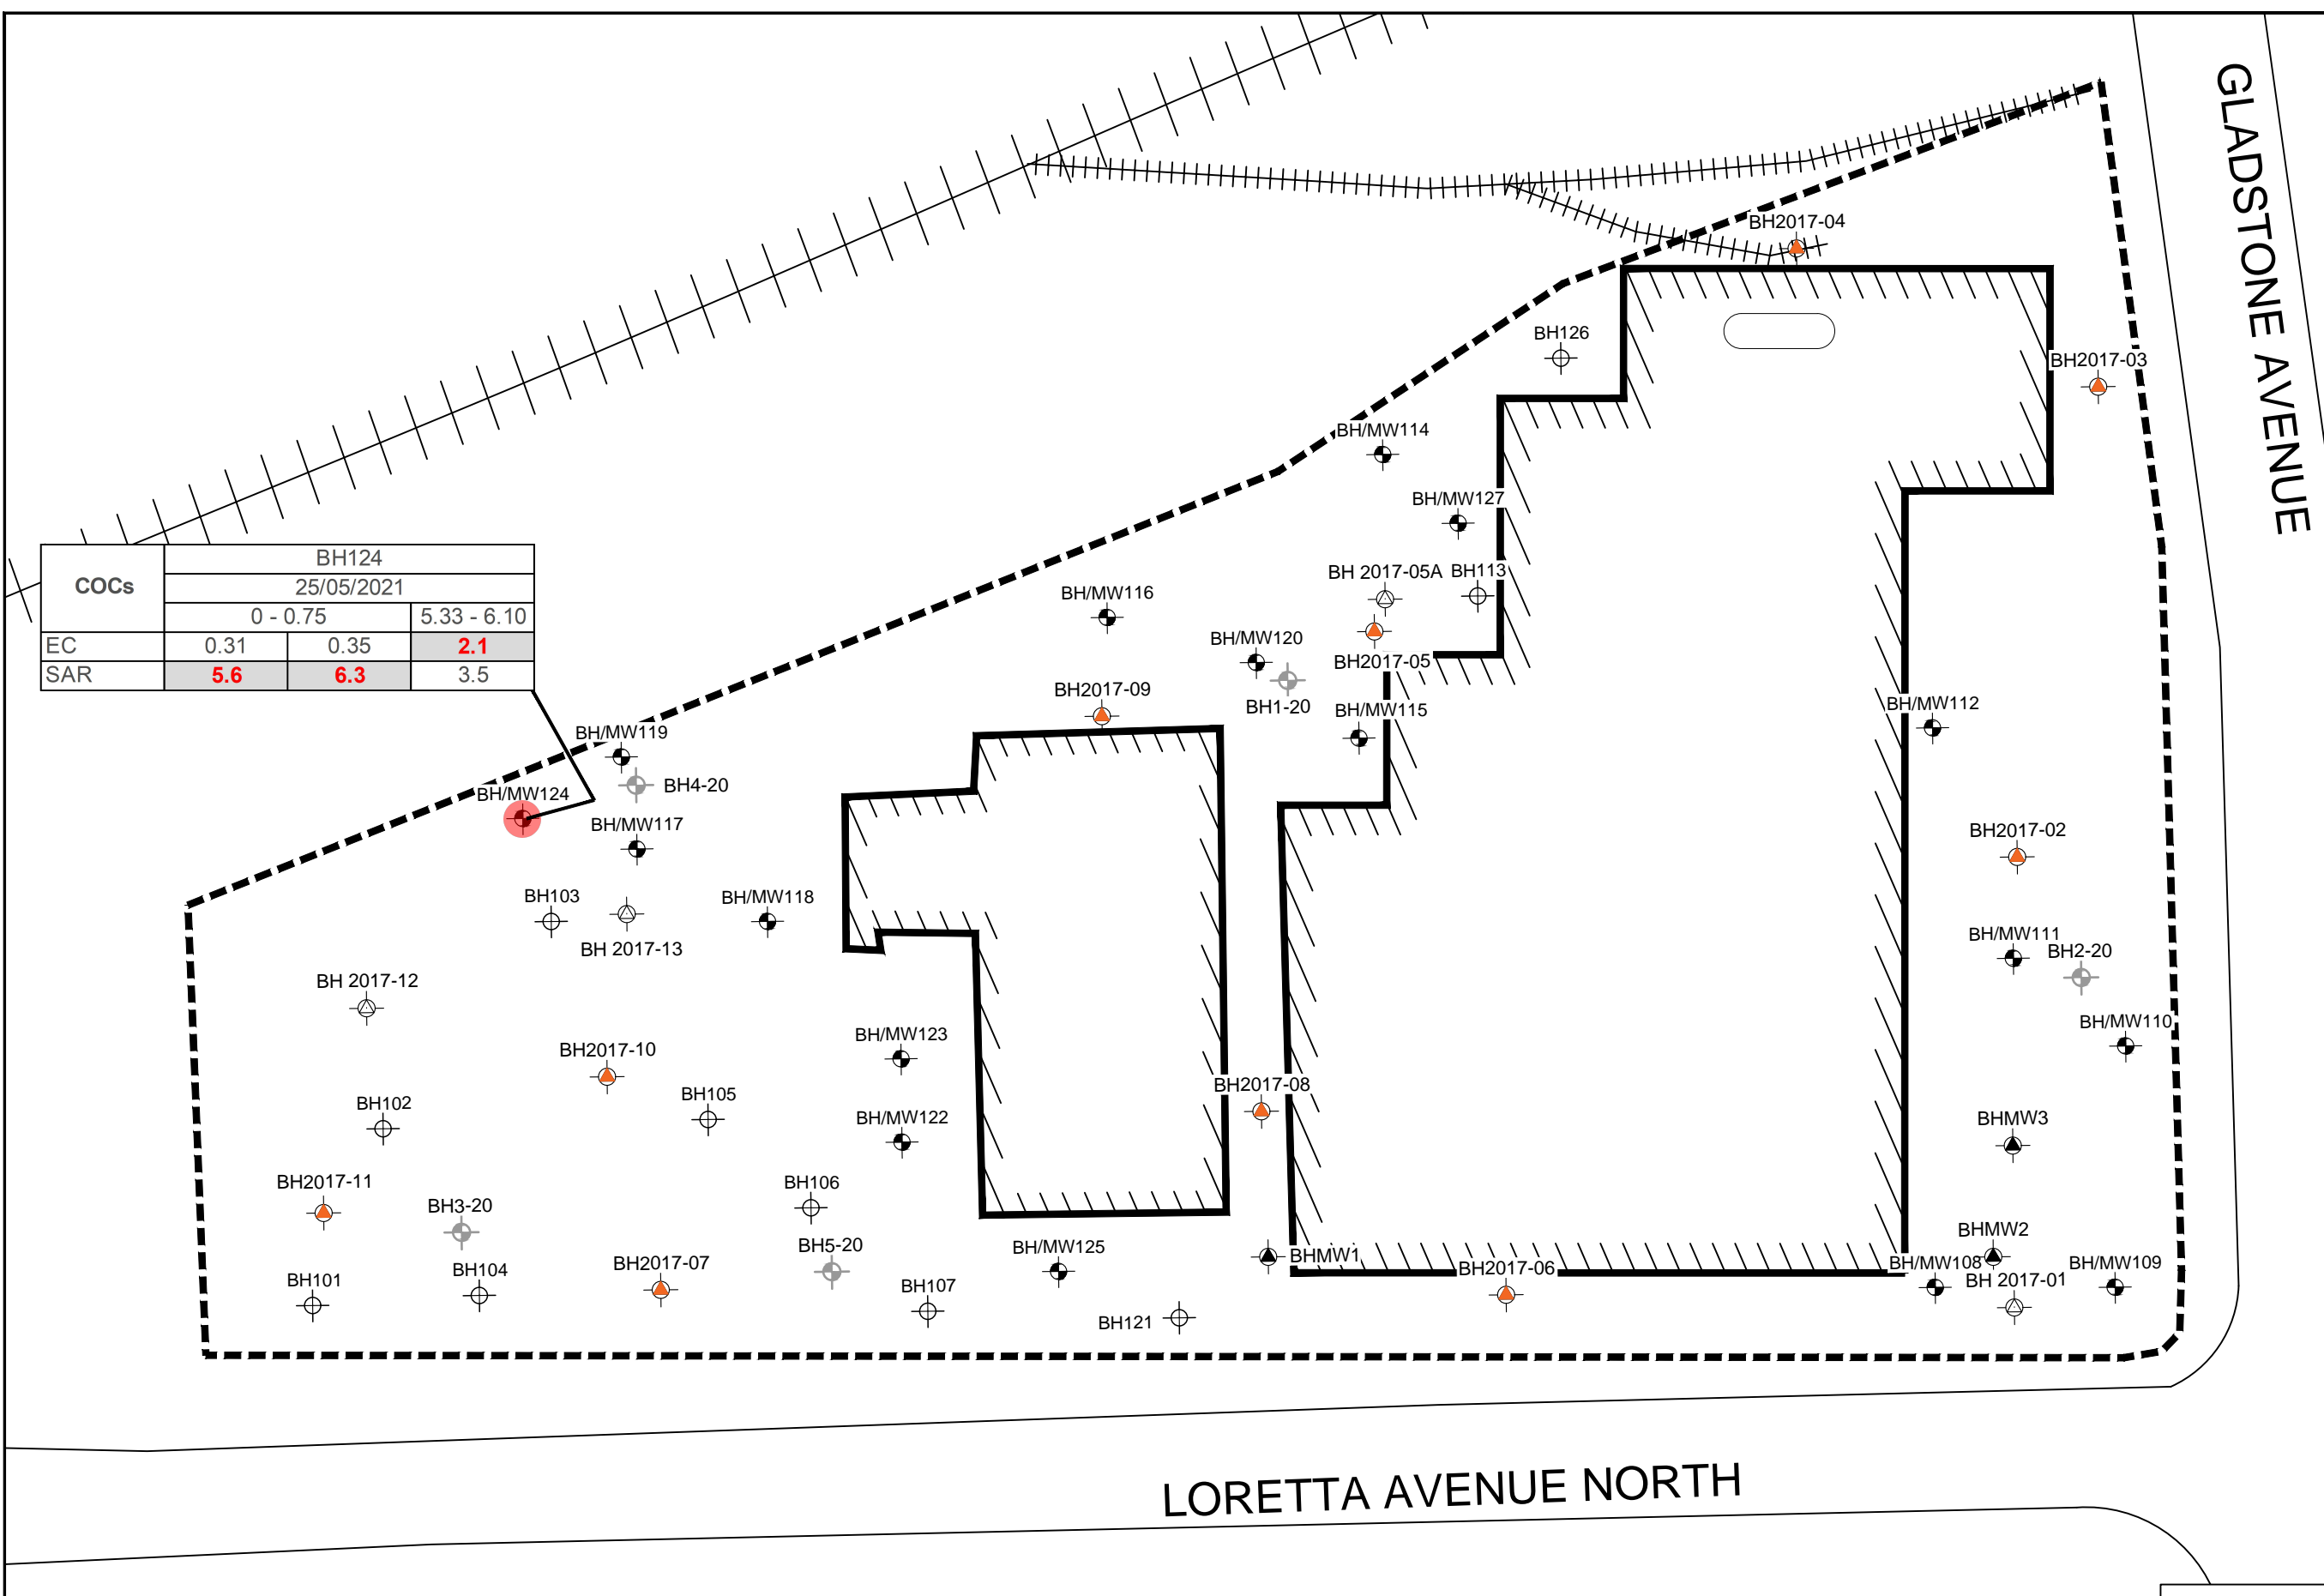 GLADSTONE AVENUE
BH2017-04
BH126
BH2017-03
BH/MW114
BH/MW127
BH 2017-05A
BH113
COCs
BH124
25/05/2021
0 - 0.75
5.33 - 6.10
EC
0.31
0.35
2.1
SAR
5.6
6.3
3.5
BH/MW116
BH/MW120
BH2017-05
BH2017-09
BH1-20
BH/MW115
BH/MW112
BH/MW119
BH4-20
BH/MW124
BH/MW117
BH2017-02
BH103
BH/MW118
BH 2017-13
BH/MW111
BH2-20
BH 2017-12
BH/MW110
BH/MW123
BH2017-10
BH2017-08
BH105
BH102
BH/MW122
BHMW3
BH2017-11
BH106
BH3-20
BHMW2
BH5-20
BH/MW125
BHMW1
BH2017-07
BH2017-06
BH/MW108
BH/MW109
BH104
BH101
BH 2017-01
BH107
BH121
LORETTA AVENUE NORTH